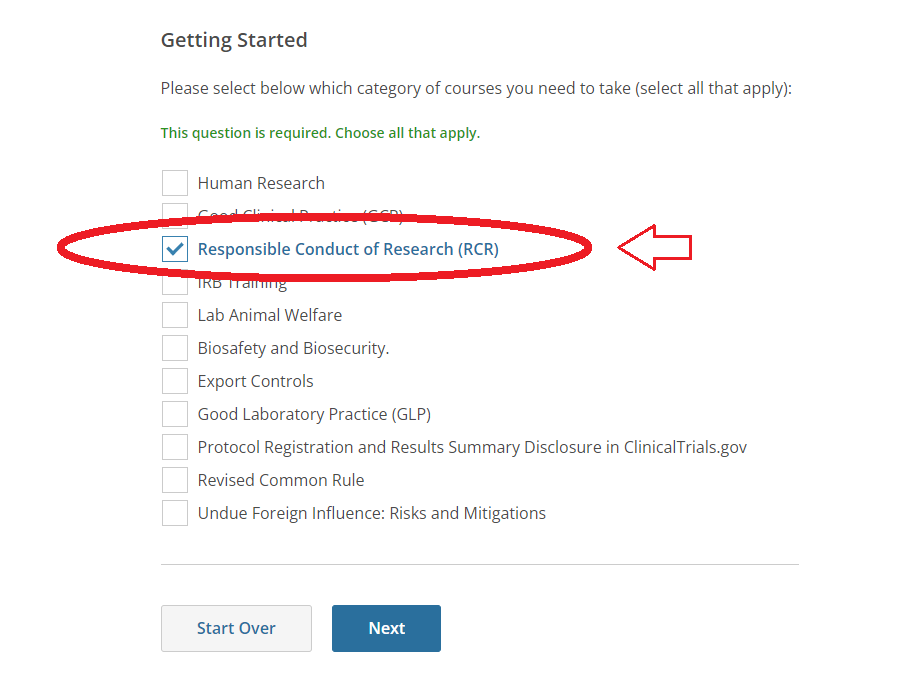 Getting Started
Please select below which category of courses you need to take (select all that apply):
This question is required. Choose all that apply.
Human Research
Good Clinical Practice (GCP)
Responsible Conduct of Research (RCR)
IRB Training
Lab Animal Welfare
Biosafety and Biosecurity.
Export Controls
Good Laboratory Practice (GLP)
Protocol Registration and Results Summary Disclosure in ClinicalTrials.gov
Revised Common Rule
Undue Foreign Influence: Risks and Mitigations
Start Over Next